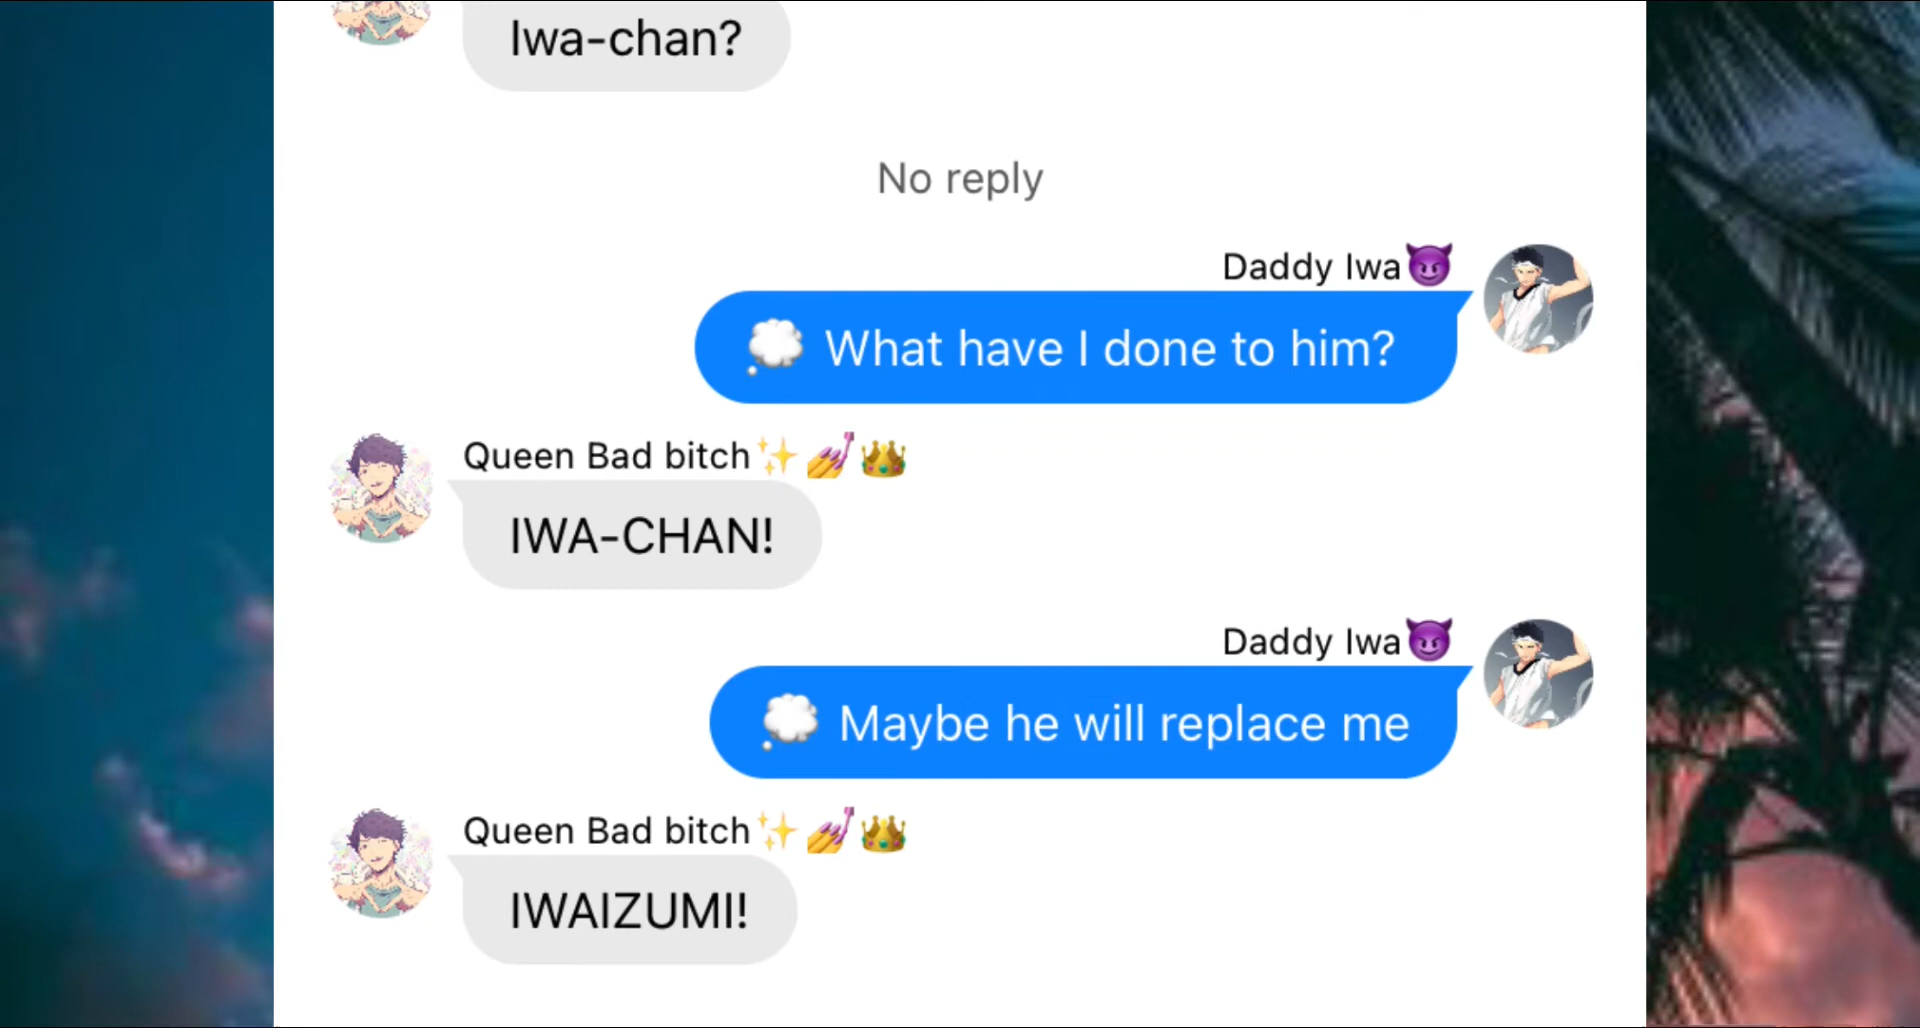 Iwa-chan?
No reply
Daddy Iwa😈
💭 What have I done to him?
Queen Bad bitch✨💅👑
IWA-CHAN!
Daddy Iwa😈
💭 Maybe he will replace me
Queen Bad bitch✨💅👑
IWAIZUMI!